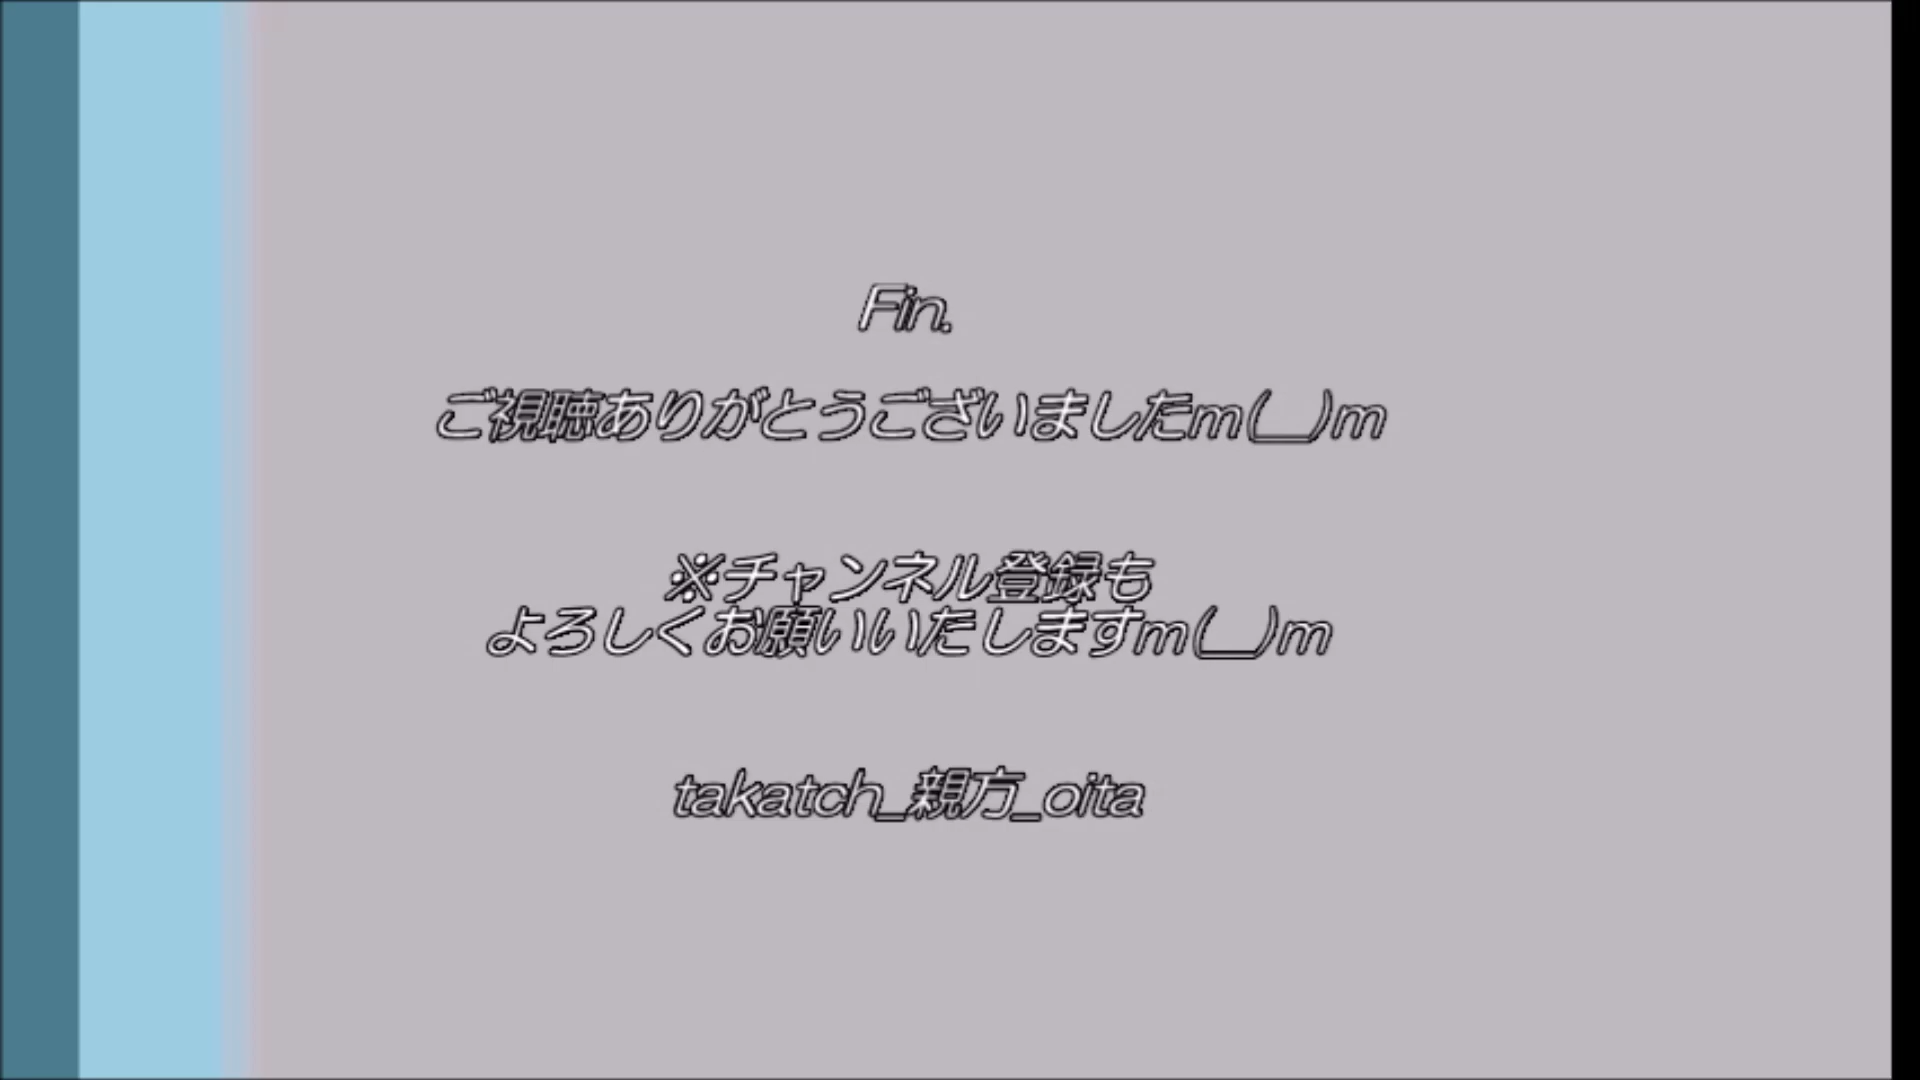 Fin.
ご視聴ありがとうございましたm(__)m
※チャンネル登録も
よろしくお願いいたしますm(__)m
takatch_親方_oita